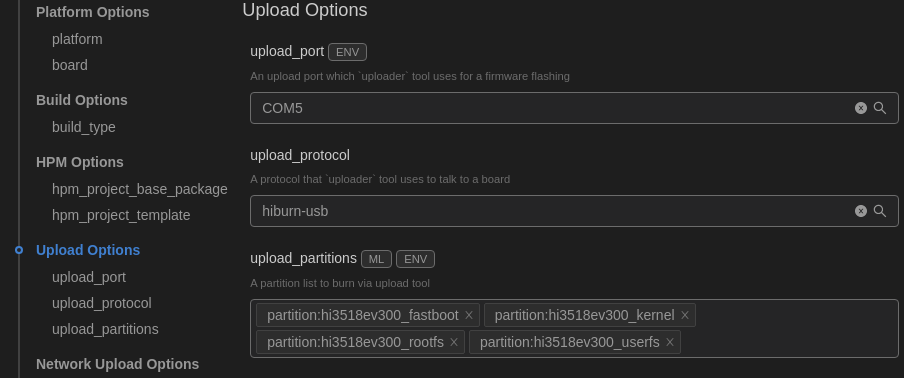 Platform Options
platform
board
Build Options
build_type
HPM Options
hpm_project_base_package
hpm_project_template
Upload Options
upload_port
upload_protocol
upload_partitions
Network Upload Options
Upload Options
upload_port ENV
An upload port which `uploader` tool uses for a firmware flashing
COM5
upload_protocol
A protocol that `uploader` tool uses to talk to a board
hiburn-usb
upload_partitions ML ENV
A partition list to burn via upload tool
partition:hi3518ev300_fastboot partition:hi3518ev300_kernel
partition:hi3518ev300_rootfs partition:hi3518ev300_userfs